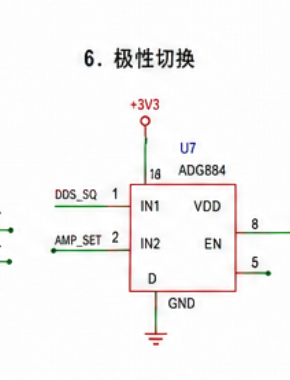 6. 极性切换
+3V3
U7
18 ADG884
DDS_SQ 1 IN1 VDD
8
AMP_SET 2 IN2 EN
5
D
GND